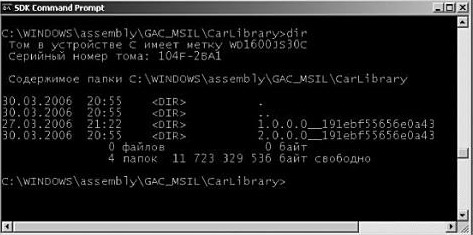 SDK Command Prompt
C:\WINDOWS\assembly\GAC_MSIL\CarLibrary>dir
Том в устройстве C имеет метку WD1600JS30C
Серийный номер тома: 104F-2BA1
Содержимое папки C:\WINDOWS\assembly\GAC_MSIL\CarLibrary
30.03.2006 20:55 <DIR> .
30.03.2006 20:55 <DIR> ..
27.03.2006 21:22 <DIR> 1.0.0.0__191ebf55656e0a43
30.03.2006 20:55 <DIR> 2.0.0.0__191ebf55656e0a43
0 файлов 0 байт
4 папок 11 723 329 536 байт свободно
C:\WINDOWS\assembly\GAC_MSIL\CarLibrary>